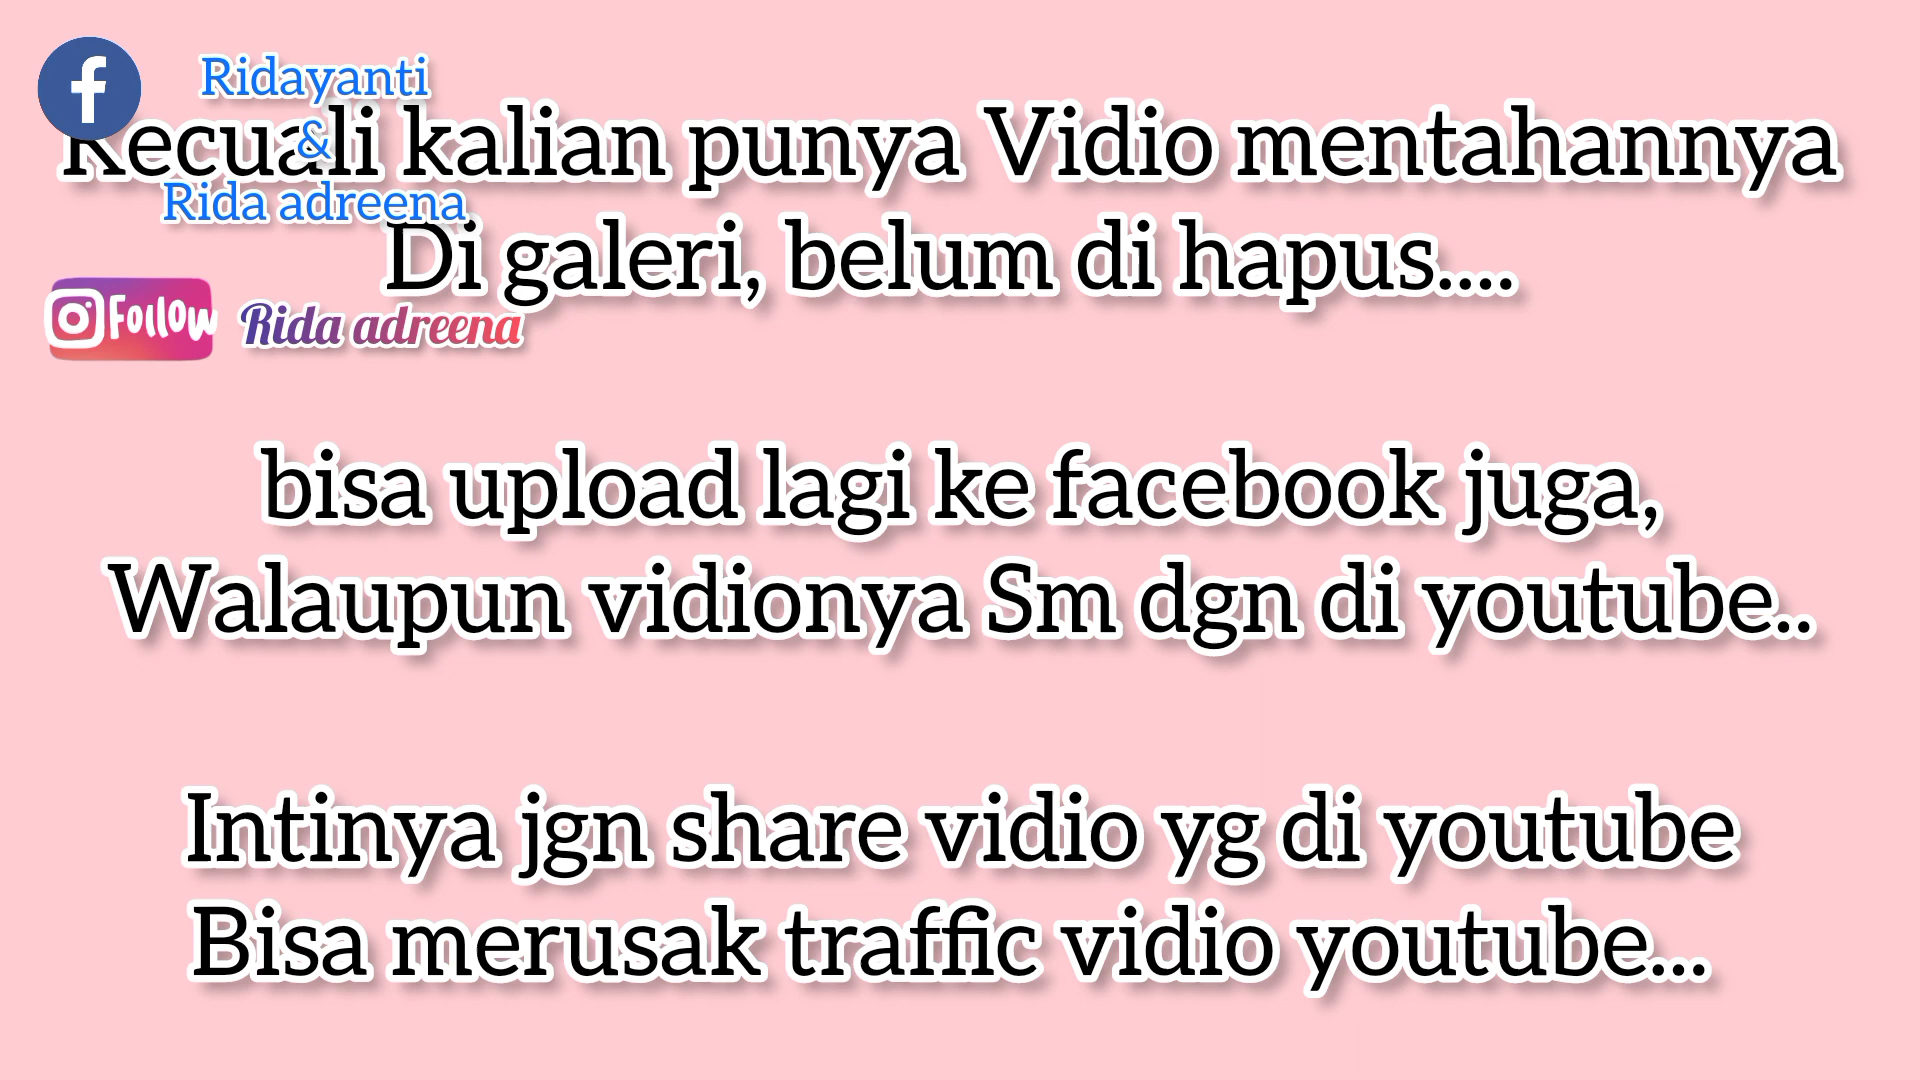 Ridayanti
&
Rida adreena
Kecuali kalian punya Vidio mentahannya
Di galeri, belum di hapus....
Follow
Rida adreena
bisa upload lagi ke facebook juga,
Walaupun vidionya Sm dgn di youtube..
Intinya jgn share vidio yg di youtube
Bisa merusak traffic vidio youtube...